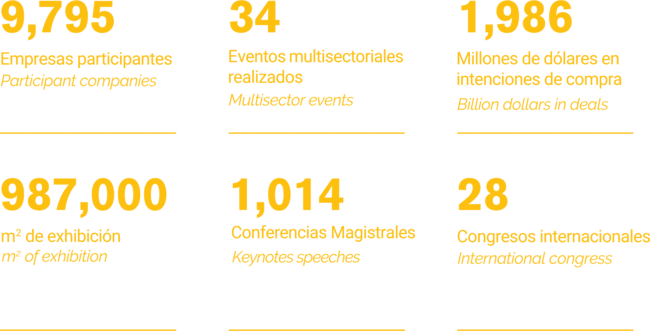 9,795
Empresas participantes
Participant companies
34
Eventos multisectoriales
realizados
Multisector events
1,986
Millones de dólares en
intenciones de compra
Billion dollars in deals
987,000
m² de exhibición
m² of exhibition
1,014
Conferencias Magistrales
Keynotes speeches
28
Congresos internacionales
International congress